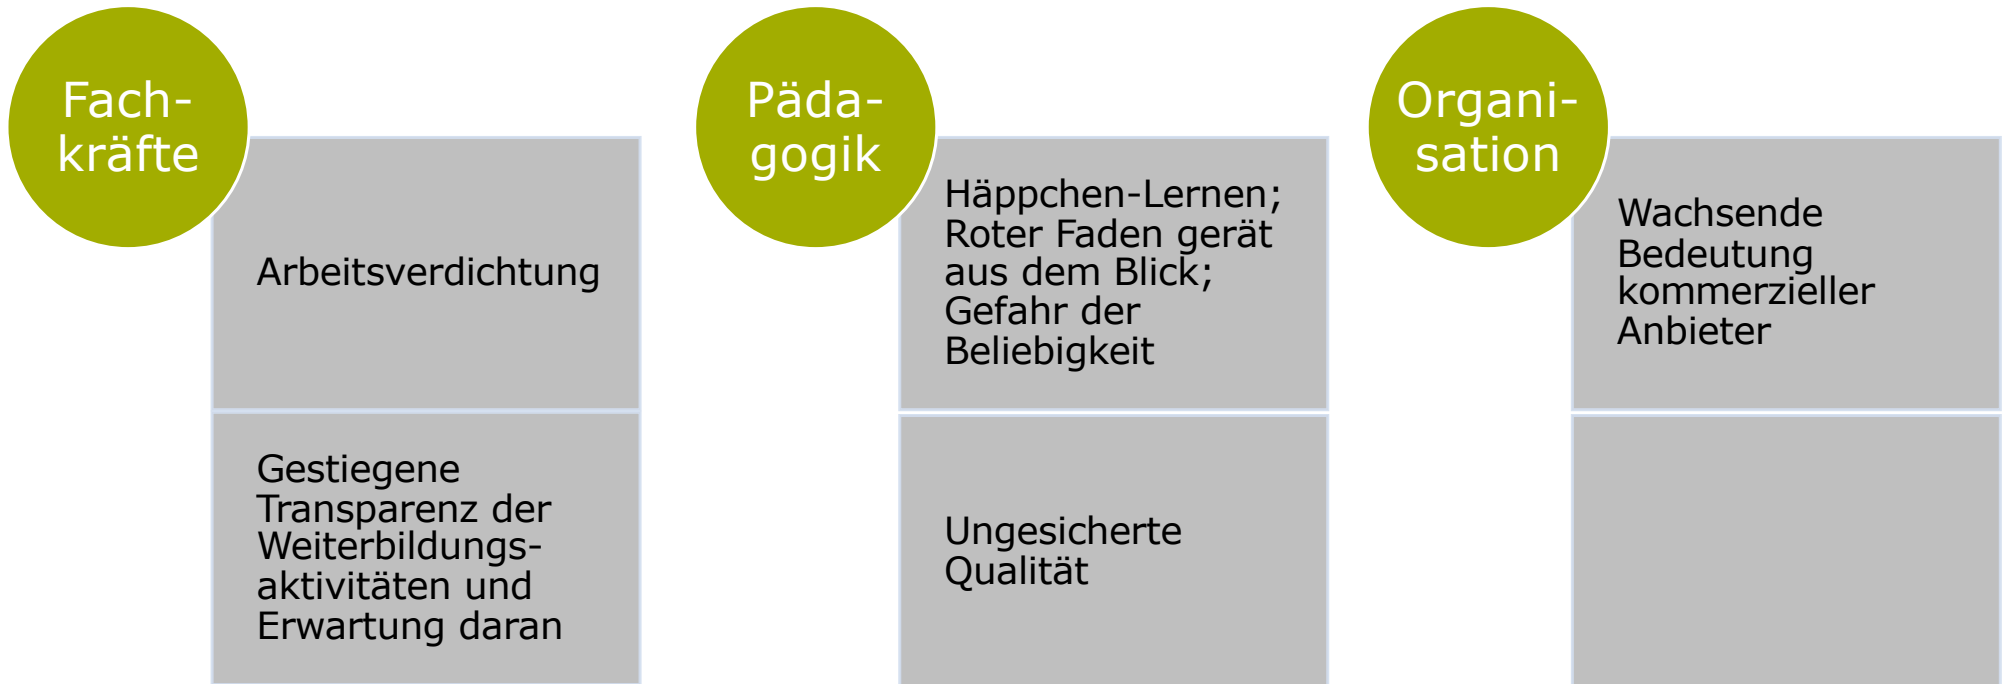 Fach-
kräfte
Arbeitsverdichtung
Gestiegene
Transparenz der
Weiterbildungs-
aktivitäten und
Erwartung daran
Päda-
gogik
Häppchen-Lernen;
Roter Faden gerät
aus dem Blick;
Gefahr der
Beliebigkeit
Ungesicherte
Qualität
Organi-
sation
Wachsende
Bedeutung
kommerzieller
Anbieter